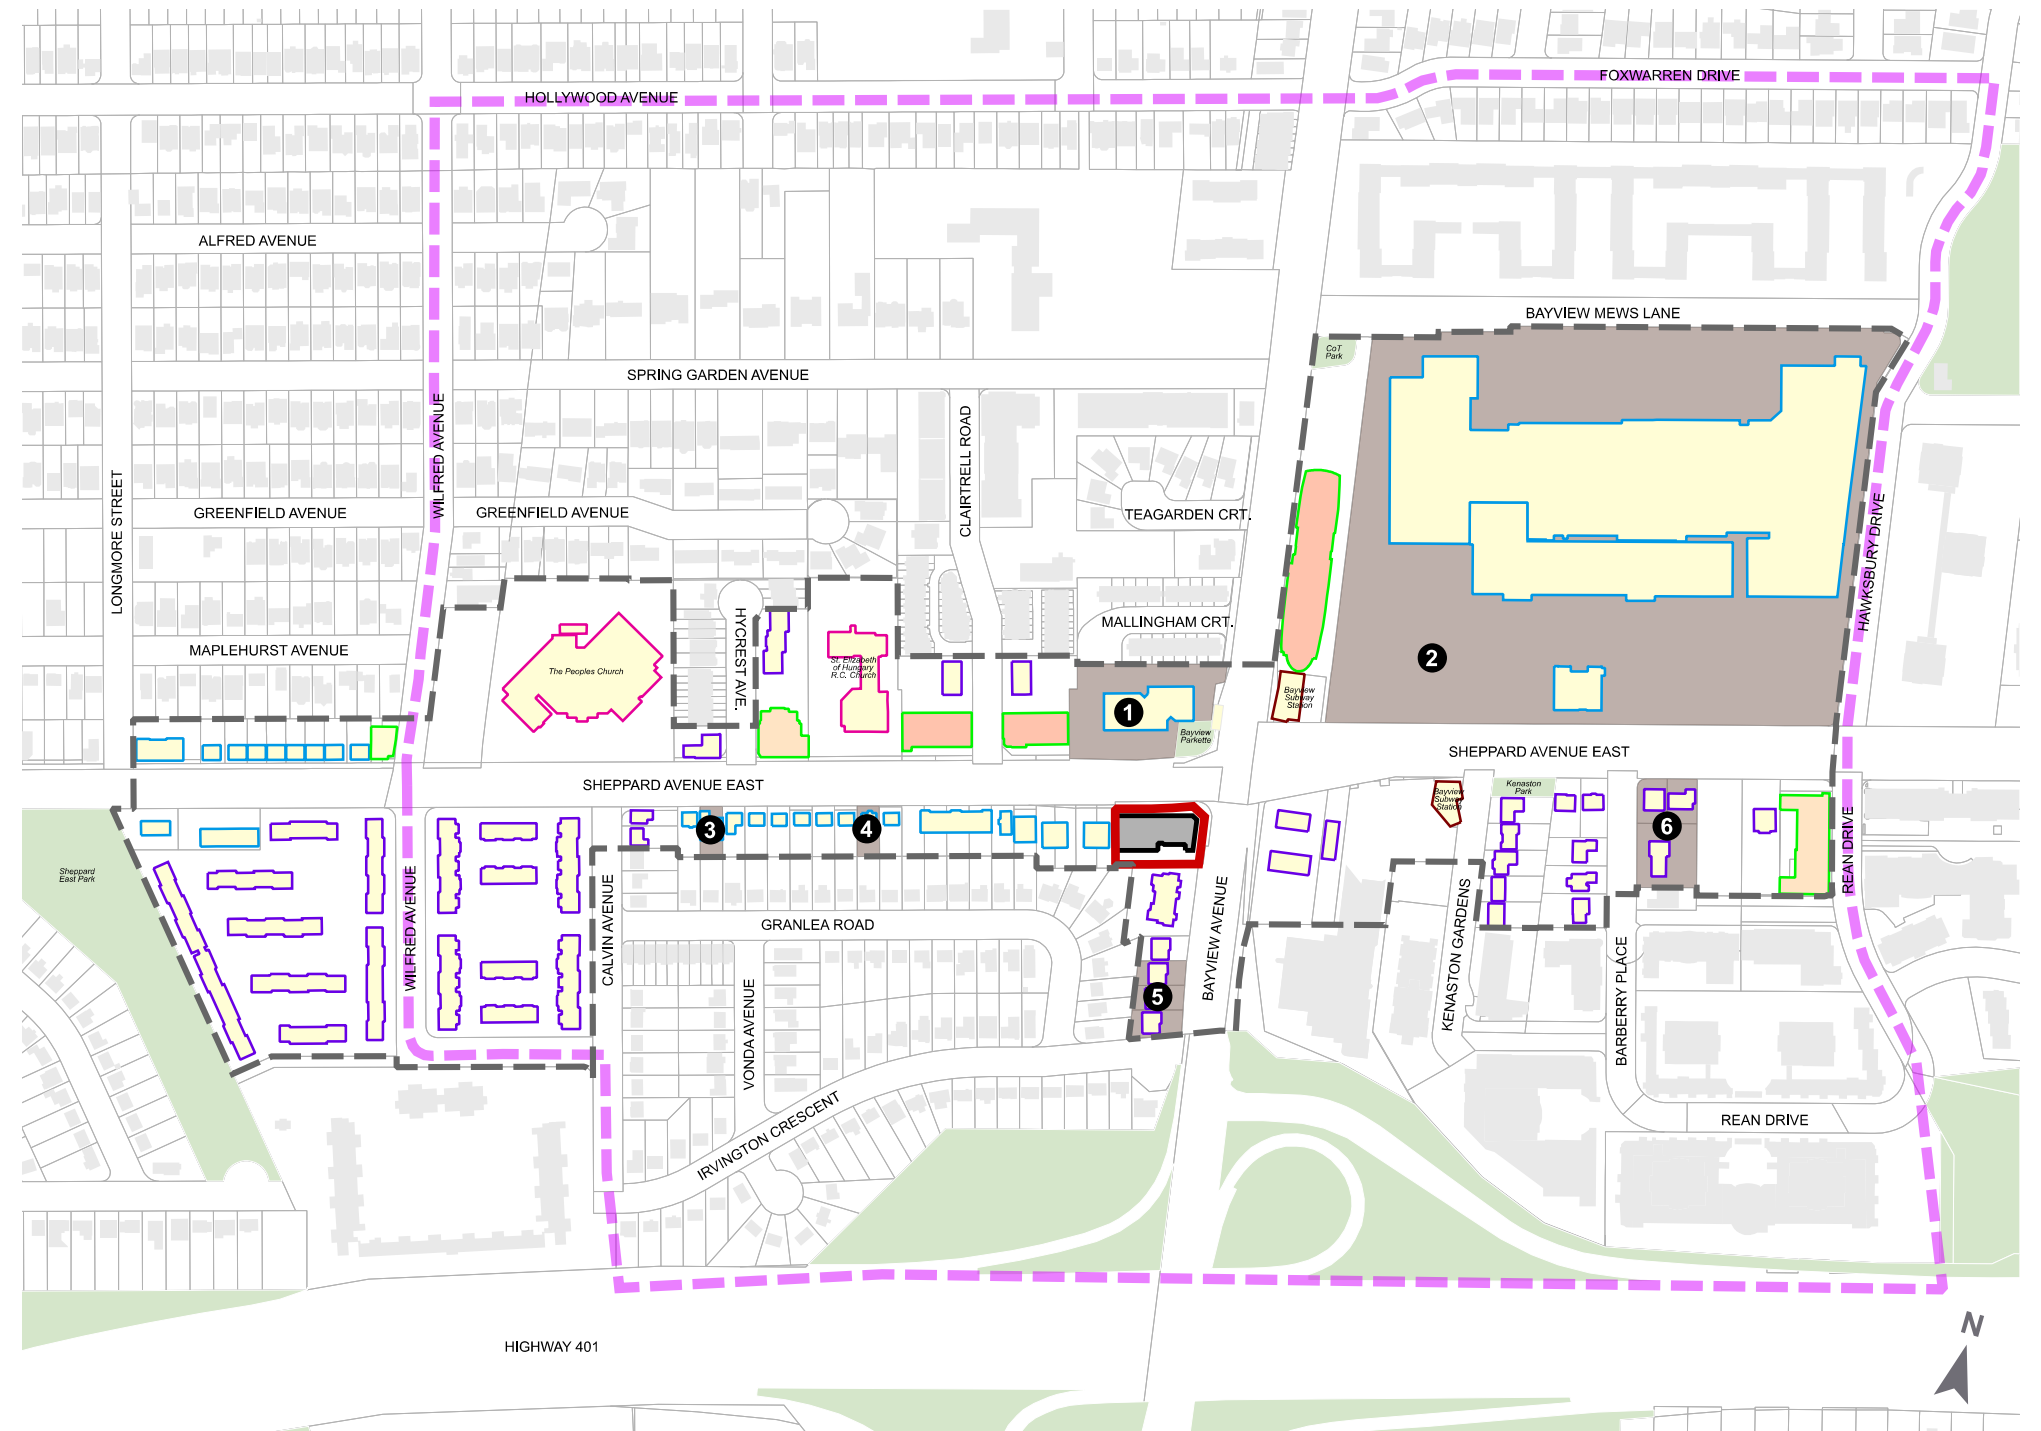 FOXWARREN DRIVE
HOLLYWOOD AVENUE
ALFRED AVENUE
BAYVIEW MEWS LANE
CoT
Park
SPRING GARDEN AVENUE
WILFRED AVENUE
CLAIRTRELL ROAD
LONGMORE STREET
GREENFIELD AVENUE
GREENFIELD AVENUE
TEAGARDEN CRT.
HAWKSBURY DRIVE
HYCREST AVE.
MALLINGHAM CRT.
MAPLEHURST AVENUE
The Peoples Church
St. Elizabeth
of Hungary
R.C. Church
2
Bayview
Subway
Station
1
Bayview
Parkette
SHEPPARD AVENUE EAST
SHEPPARD AVENUE EAST
Kenaston
Park
Bayview
Subway
Station
3
4
6
REAN DRIVE
Sheppard
East Park
WILFRED AVENUE
CALVIN AVENUE
GRANLEA ROAD
BAYVIEW AVENUE
KENASTON GARDENS
BARBERRY PLACE
5
VONDA AVENUE
IRVINGTON CRESCENT
REAN DRIVE
HIGHWAY 401
N